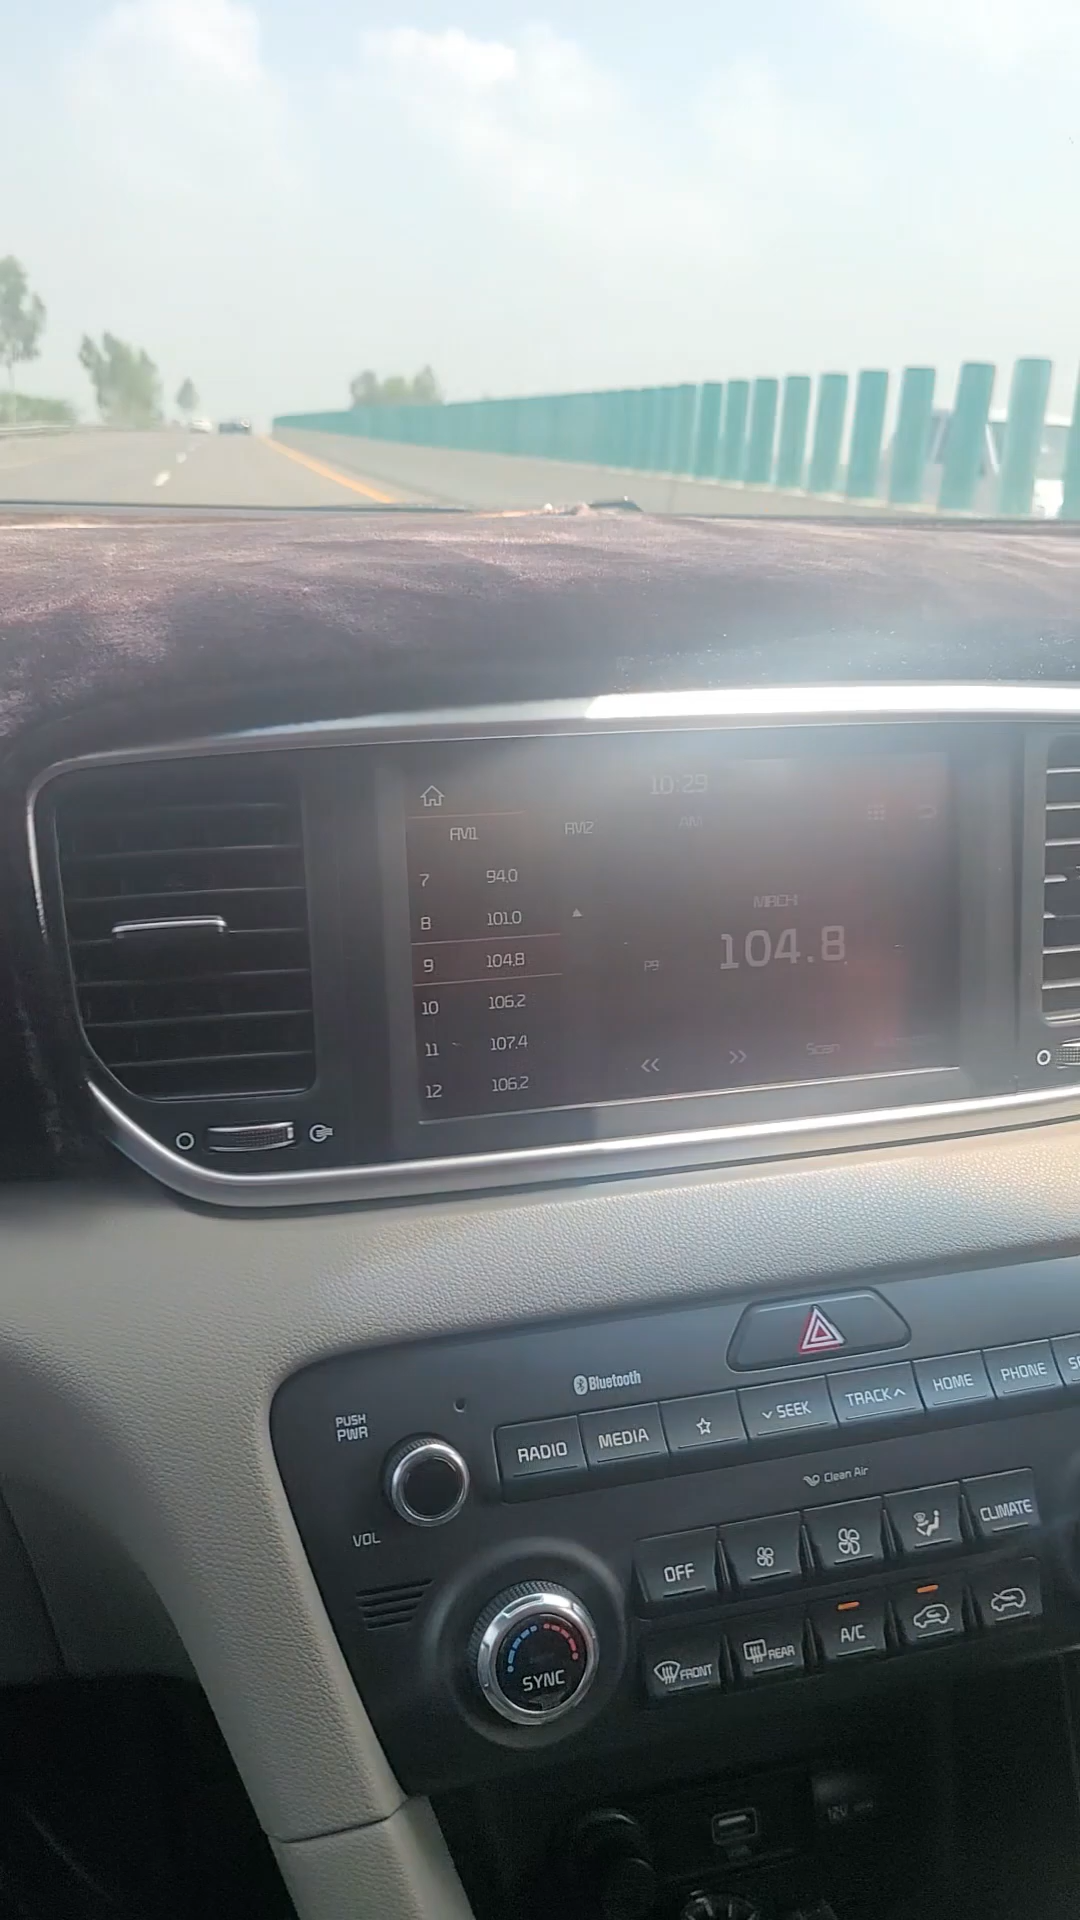 10:29
FM1 FM2 AM
7 94.0
8 101.0
9 104.8
10 106.2
11 107.4
12 106.2
P9 104.8
Scan
Bluetooth
PUSH
PWR
VOL
RADIO MEDIA SEEK TRACK HOME PHONE
Clean Air
OFF CLIMATE
FRONT REAR A/C
SYNC
12V